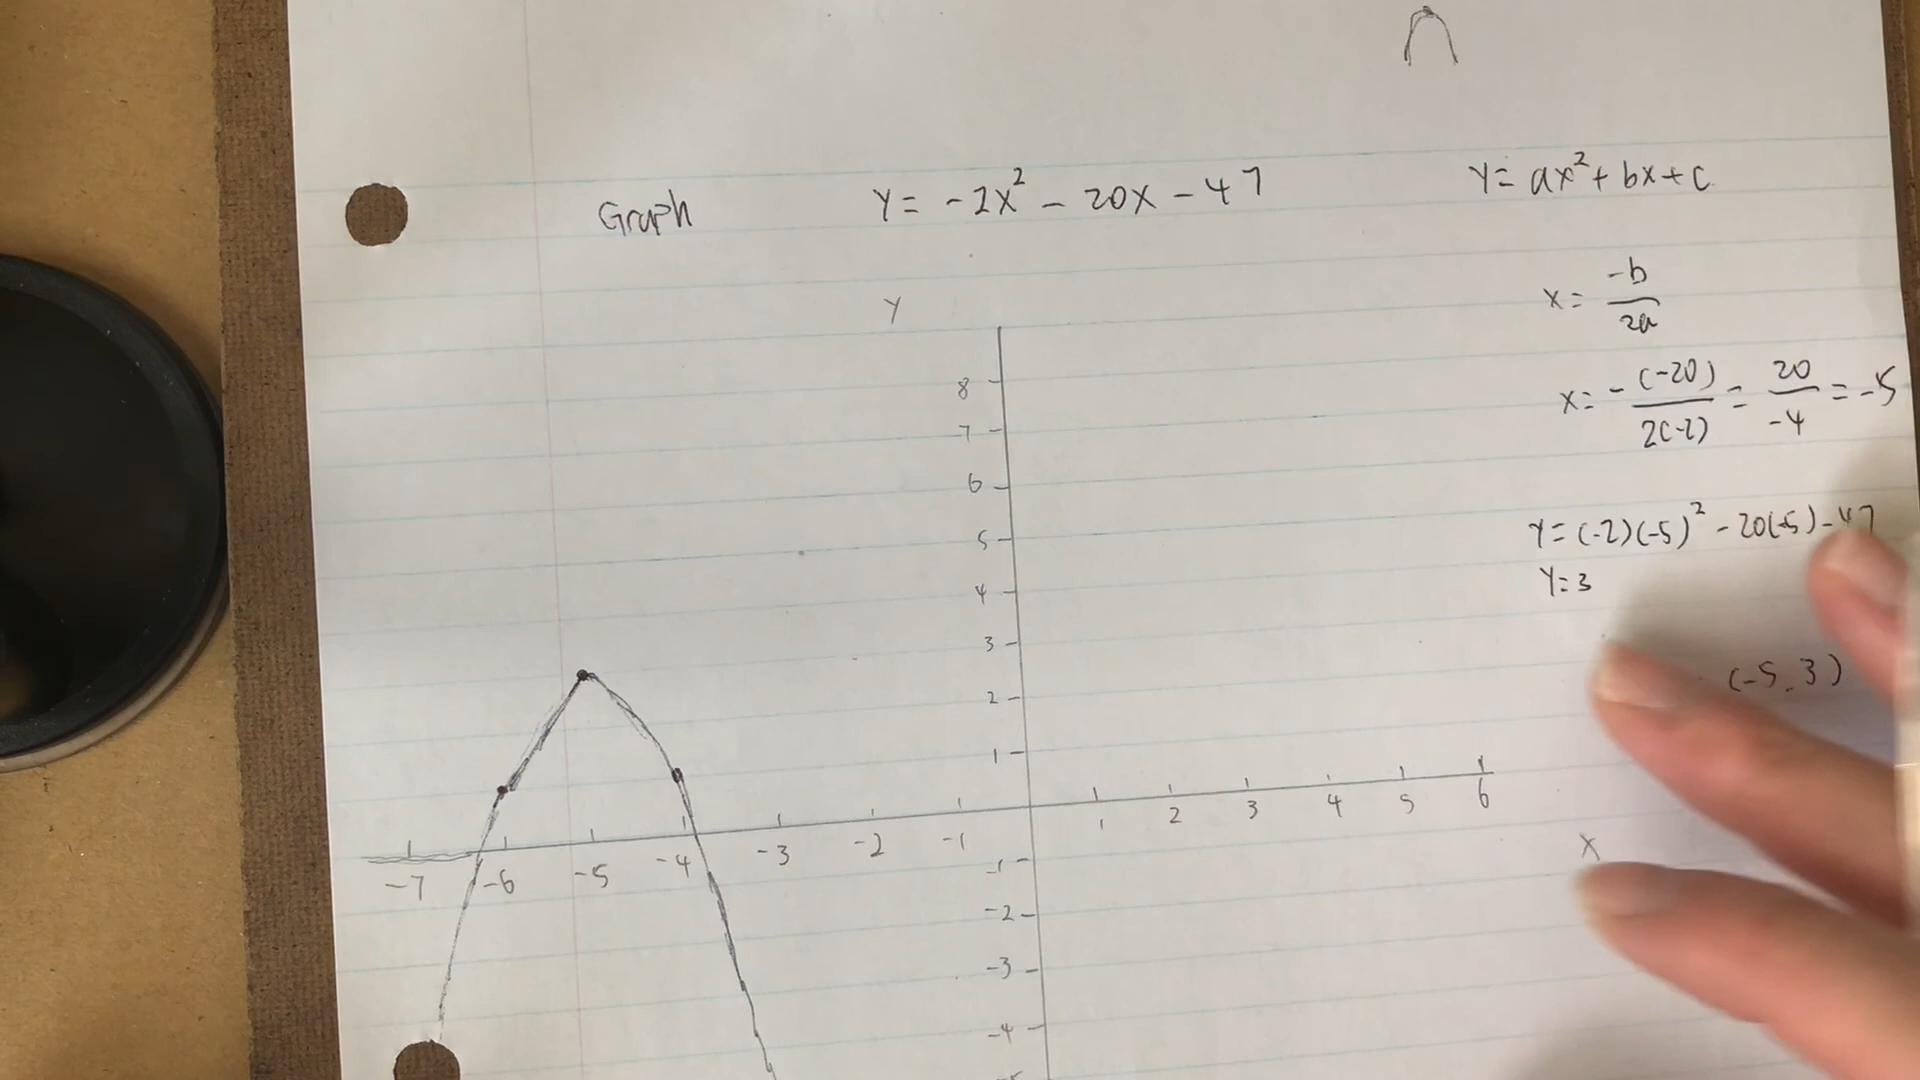 Graph y = -2x² - 20x - 47 y = ax² + bx + c
x = -b/2a
x = -(-20)/2(-2) = 20/-4 = -5
y = (-2)(-5)² - 20(-5) - 47
y = 3
(-5, 3)
y
8
7
6
5
4
3
2
1
-7 -6 -5 -4 -3 -2 -1 1 2 3 4 5 6
x
-1
-2
-3
-4